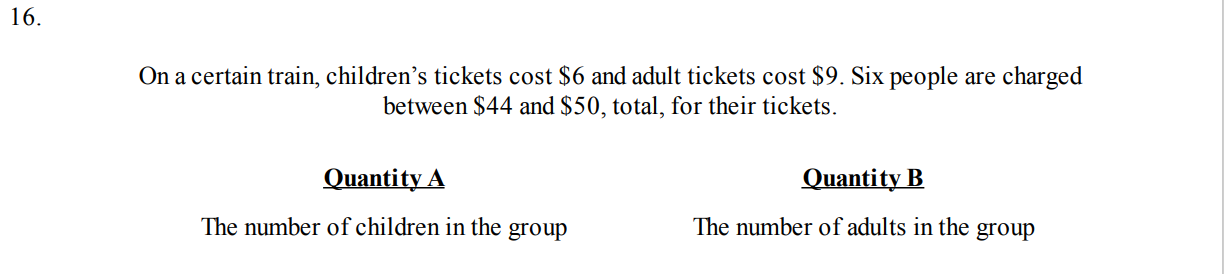 16.
On a certain train, children’s tickets cost $6 and adult tickets cost $9. Six people are charged
between $44 and $50, total, for their tickets.
Quantity A Quantity B
The number of children in the group The number of adults in the group